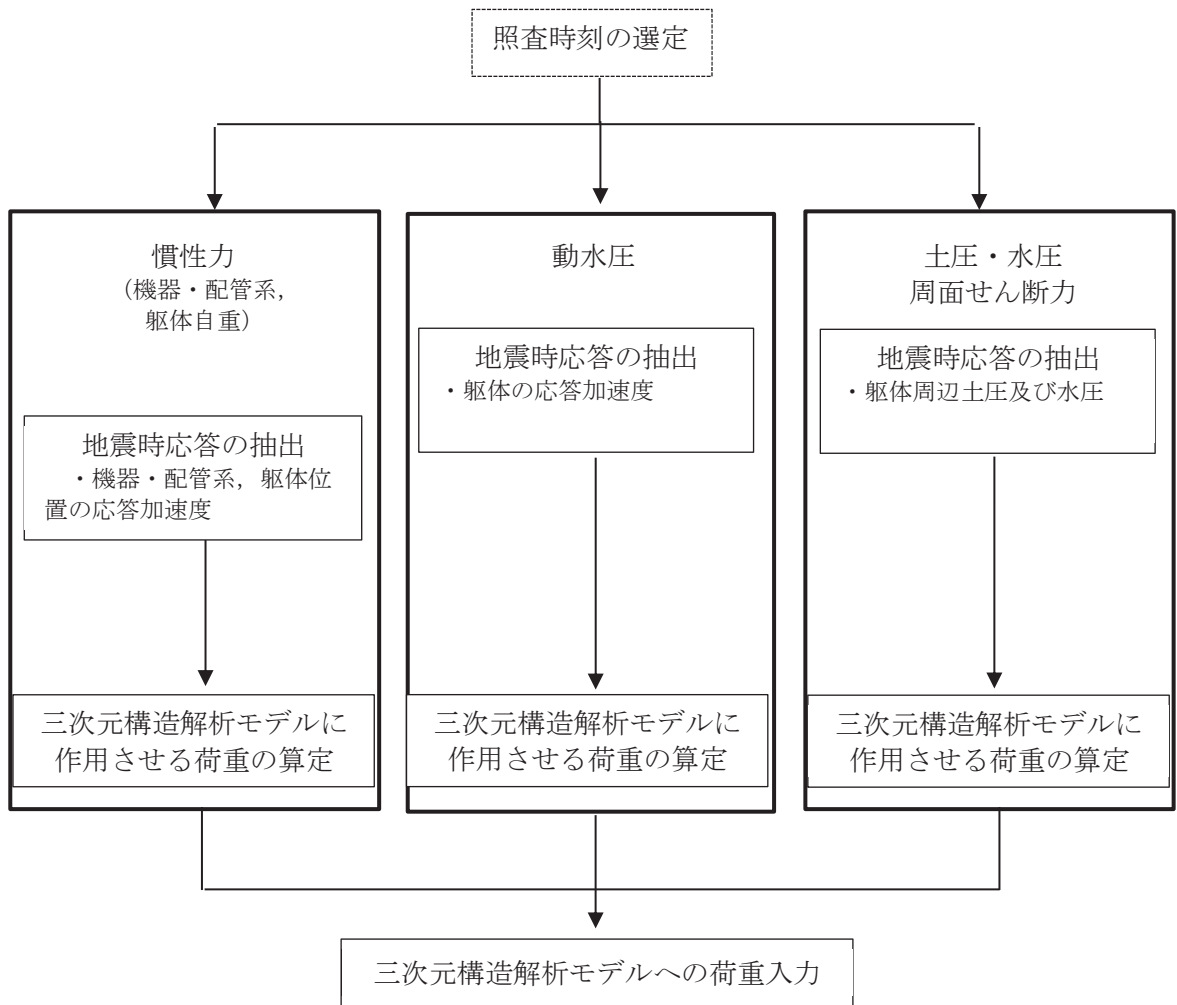 照査時刻の選定
慣性力
（機器・配管系，
躯体自重）
地震時応答の抽出
・機器・配管系，躯体位
置の応答加速度
三次元構造解析モデルに
作用させる荷重の算定
動水圧
地震時応答の抽出
・躯体の応答加速度
三次元構造解析モデルに
作用させる荷重の算定
土圧・水圧
周面せん断力
地震時応答の抽出
・躯体周辺土圧及び水圧
三次元構造解析モデルに
作用させる荷重の算定
三次元構造解析モデルへの荷重入力